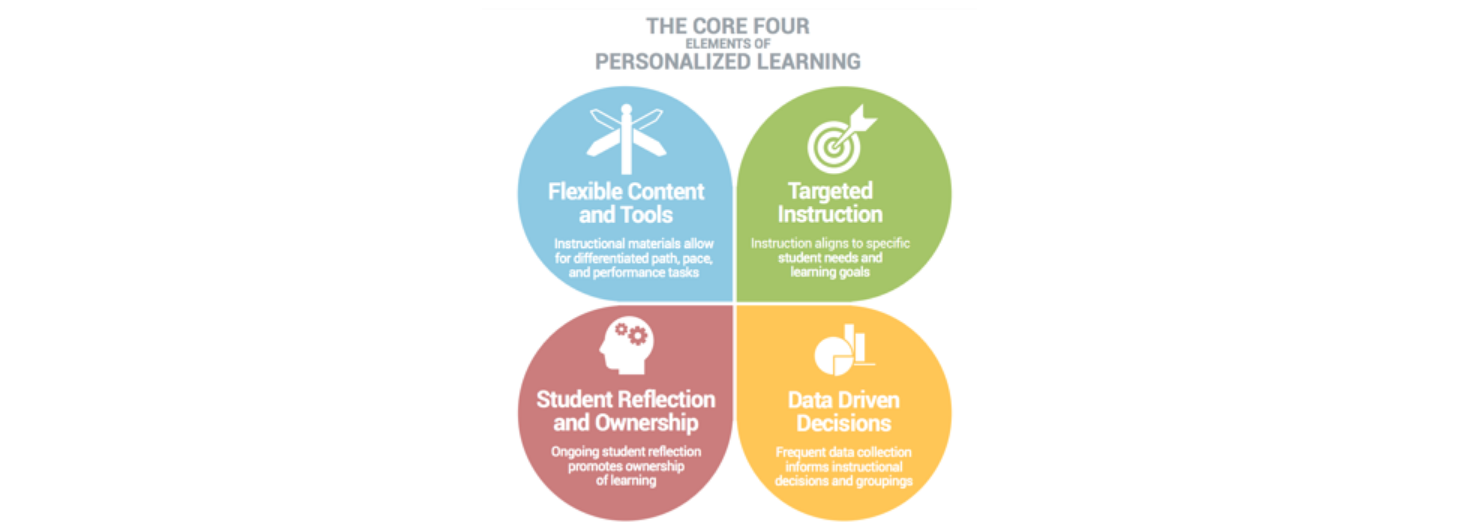 THE CORE FOUR
ELEMENTS OF
PERSONALIZED LEARNING
Flexible Content
and Tools
Instructional materials allow
for differentiated path, pace,
and performance tasks
Targeted
Instruction
Instruction aligns to specific
student needs and
learning goals
Student Reflection
and Ownership
Ongoing student reflection
promotes ownership
of learning
Data Driven
Decisions
Frequent data collection
informs instructional
decisions and groupings